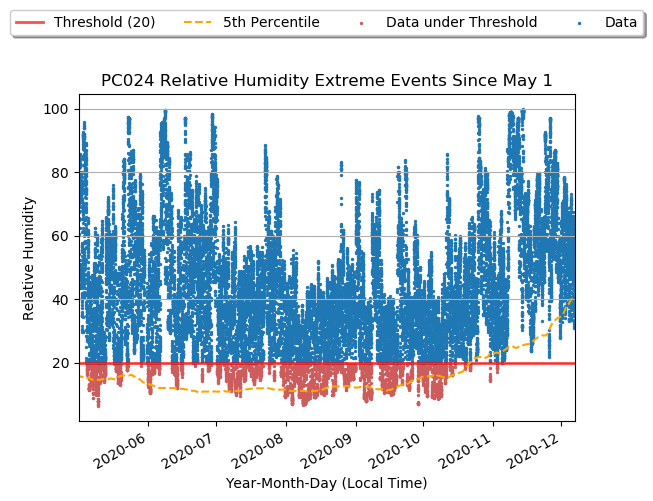 Threshold (20) 5th Percentile Data under Threshold Data
PC024 Relative Humidity Extreme Events Since May 1
100
80
60
40
20
Relative Humidity
2020-06 2020-07 2020-08 2020-09 2020-10 2020-11 2020-12
Year-Month-Day (Local Time)